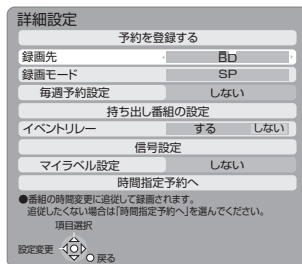 詳細設定
予約を登録する
録画先 BD
録画モード SP
毎週予約設定 しない
持ち出し番組の設定
イベントリレー する しない
信号設定
マイラベル設定 しない
時間指定予約へ
●番組の時間変更に追従して録画されます。
追従したくない場合は「時間指定予約へ」を選んでください。
項目選択
設定変更 戻る